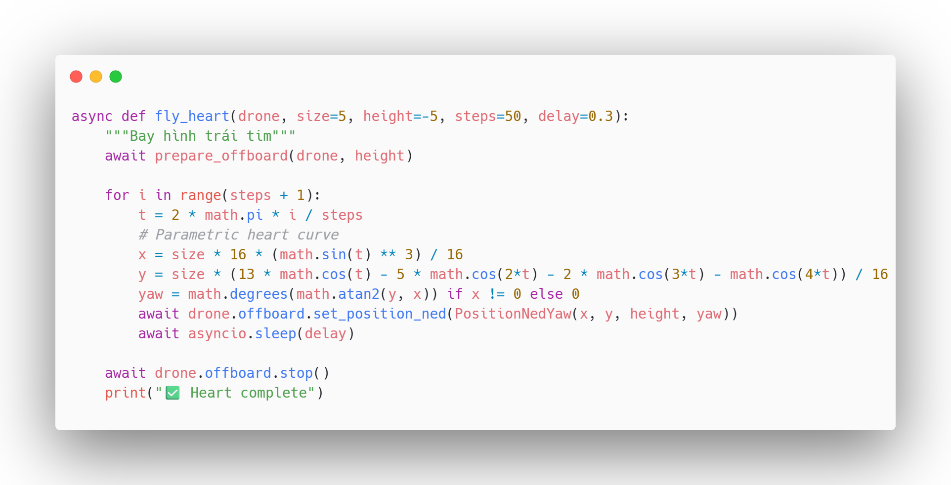 async def fly_heart(drone, size=5, height=-5, steps=50, delay=0.3):
    """Bay hình trái tim"""
    await prepare_offboard(drone, height)

    for i in range(steps + 1):
        t = 2 * math.pi * i / steps
        # Parametric heart curve
        x = size * 16 * (math.sin(t) ** 3) / 16
        y = size * (13 * math.cos(t) - 5 * math.cos(2*t) - 2 * math.cos(3*t) - math.cos(4*t)) / 16
        yaw = math.degrees(math.atan2(y, x)) if x != 0 else 0
        await drone.offboard.set_position_ned(PositionNedYaw(x, y, height, yaw))
        await asyncio.sleep(delay)

    await drone.offboard.stop()
    print("✅ Heart complete")